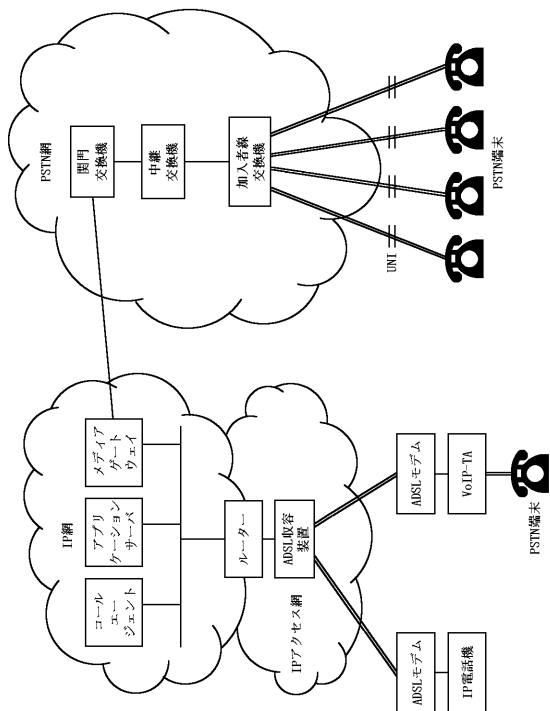 IP網
コール
エー
ジェント
アプリ
ケーション
サーバ
メディア
ゲート
ウェイ
ルーター
IPアクセス網
ADSL収容
装置
ADSLモデム
IP電話機
ADSLモデム
VoIP-TA
PSTN端末
PSTN網
関門
交換機
中継
交換機
加入者線
交換機
UNI
PSTN端末